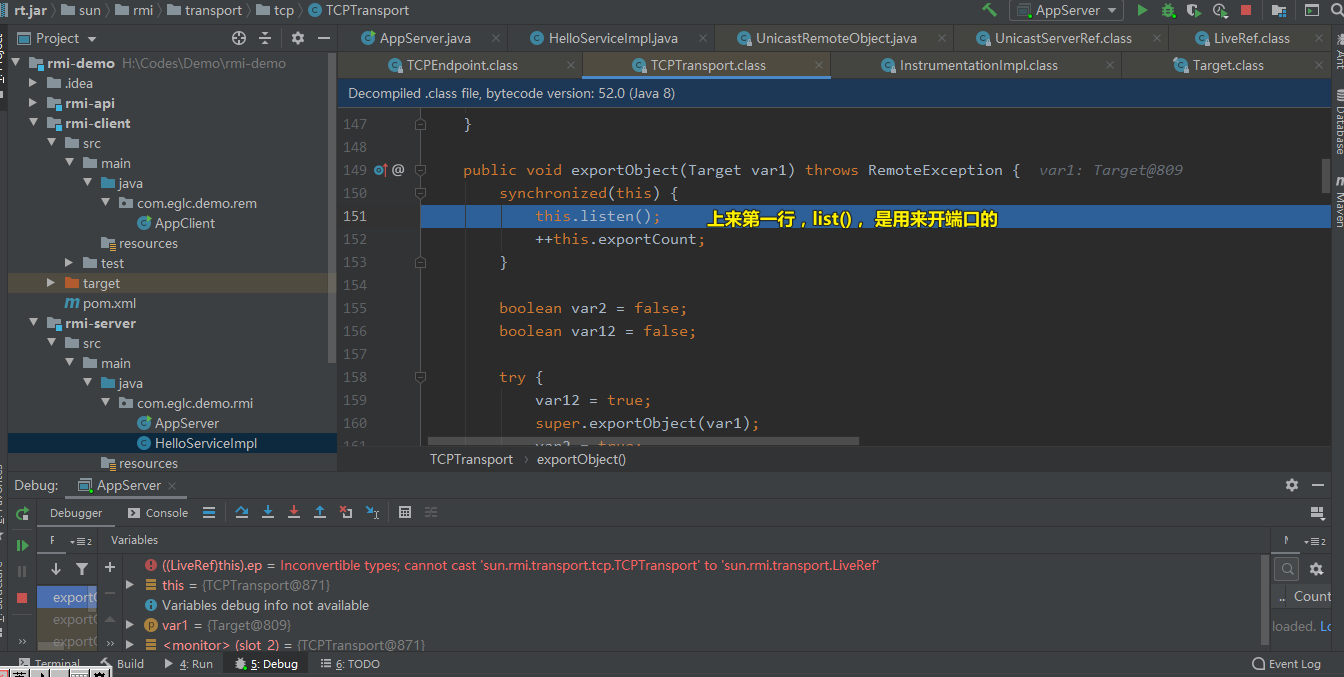 rt.jar sun rmi transport tcp TCPTransport AppServer
Project
AppServer.java HelloServiceImpl.java UnicastRemoteObject.java UnicastServerRef.class LiveRef.class
TCPEndpoint.class TCPTransport.class InstrumentationImpl.class Target.class
Decompiled .class file, bytecode version: 52.0 (Java 8)
rmi-demo H:\Codes\Demo\rmi-demo
.idea
rmi-api
rmi-client
src
main
java
com.eglc.demo.rem
AppClient
resources
test
target
pom.xml
rmi-server
src
main
java
com.eglc.demo.rmi
AppServer
HelloServiceImpl
resources
147 }
148
149 @ public void exportObject(Target var1) throws RemoteException { var1: Target@809
150 synchronized(this) {
151 this.listen(); 上来第一行，list()， 是用来开端口的
152 ++this.exportCount;
153 }
154
155 boolean var2 = false;
156 boolean var12 = false;
157
158 try {
159 var12 = true;
160 super.exportObject(var1);
161 var2 = true;
TCPTransport › exportObject()
Ant
Database
Maven
Debug: AppServer
Debugger Console
Variables
((LiveRef)this).ep = Inconvertible types; cannot cast 'sun.rmi.transport.tcp.TCPTransport' to 'sun.rmi.transport.LiveRef'
this = {TCPTransport@871}
Variables debug info not available
var1 = {Target@809}
<monitor> (slot_2) = {TCPTransport@871}
Count
loaded.
Terminal Build 4: Run 5: Debug 6: TODO Event Log